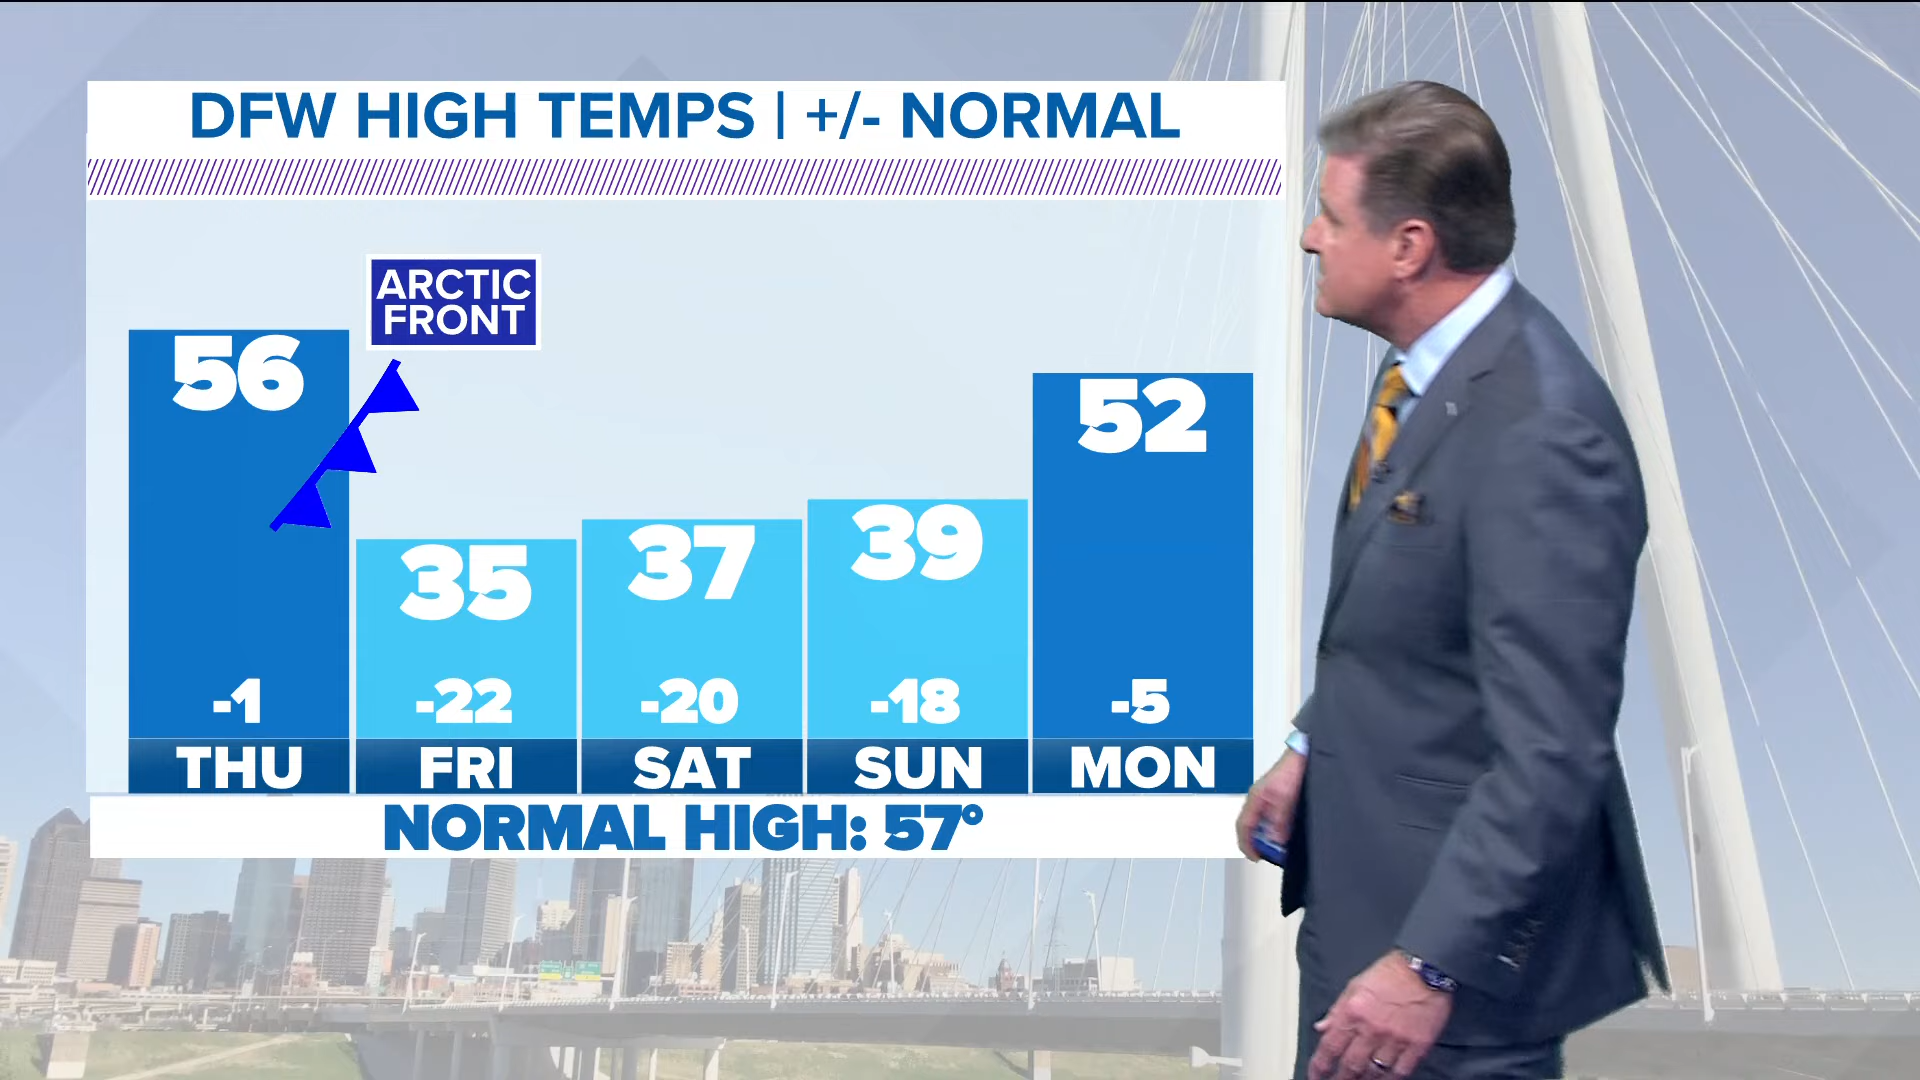 DFW HIGH TEMPS | +/- NORMAL
ARCTIC
FRONT
56
35
37
39
52
-1
-22
-20
-18
-5
THU
FRI
SAT
SUN
MON
NORMAL HIGH: 57°